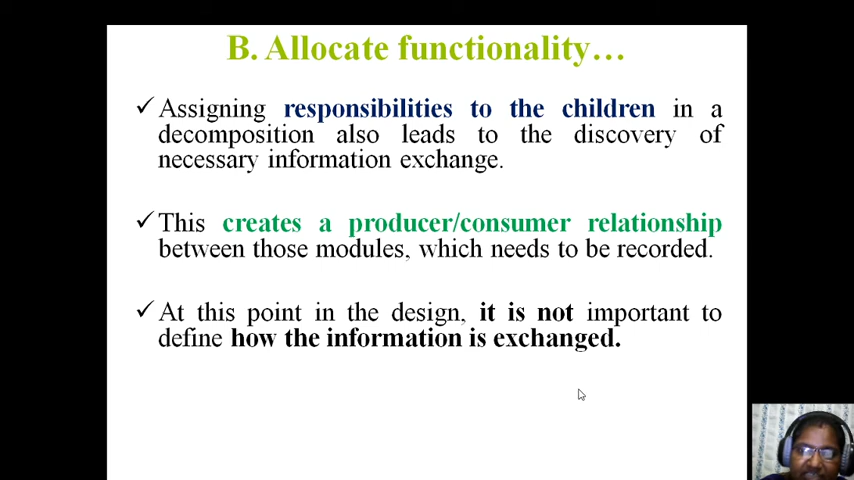 B. Allocate functionality…
✓ Assigning responsibilities to the children in a
decomposition also leads to the discovery of
necessary information exchange.
✓ This creates a producer/consumer relationship
between those modules, which needs to be recorded.
✓ At this point in the design, it is not important to
define how the information is exchanged.